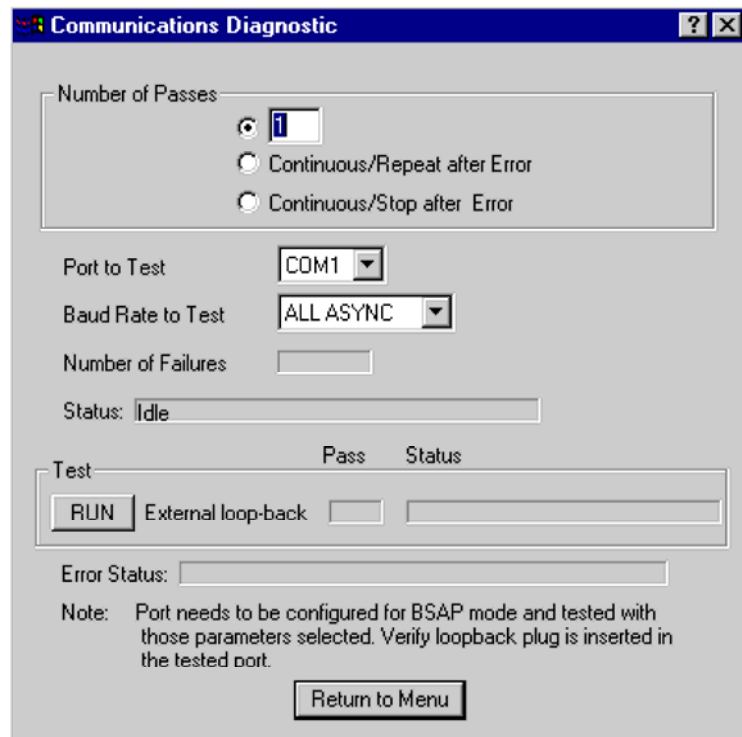 Communications Diagnostic
Number of Passes
1
Continuous/Repeat after Error
Continuous/Stop after Error
Port to Test COM1
Baud Rate to Test ALL ASYNC
Number of Failures
Status: Idle
Pass Status
Test
RUN External loop-back
Error Status:
Note: Port needs to be configured for BSAP mode and tested with
those parameters selected. Verify loopback plug is inserted in
the tested port.
Return to Menu